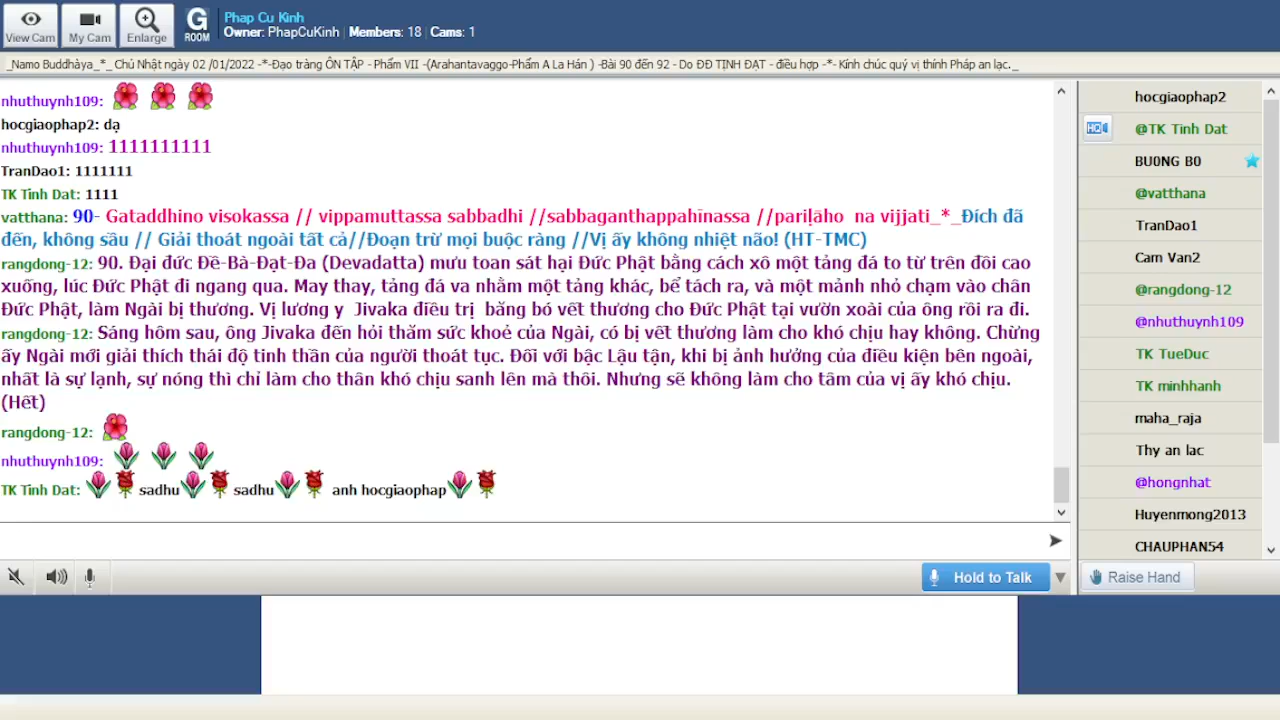 View Cam
My Cam
Enlarge
G
ROOM
Phap Cu Kinh
Owner: PhapCuKinh | Members: 18 | Cams: 1
_Namo Buddhàya_*_ Chủ Nhật ngày 02 /01/2022 -*-Đạo tràng ÔN TẬP - Phẩm VII -(Arahantavaggo-Phẩm A La Hán ) -Bài 90 đến 92 - Do ĐĐ TỊNH ĐẠT - điều hợp -*- Kính chúc quý vị thính Pháp an lạc._
nhuthuynh109:
hocgiaophap2: dạ
nhuthuynh109: 1111111111
TranDao1: 1111111
TK Tinh Dat: 1111
vatthana: 90- Gataddhino visokassa // vippamuttassa sabbadhi //sabbaganthappahīnassa //pariḷāho na vijjati_*_Đích đã
đến, không sầu // Giải thoát ngoài tất cả//Đoạn trừ mọi buộc ràng //Vị ấy không nhiệt não! (HT-TMC)
rangdong-12: 90. Đại đức Đề-Bà-Đạt-Đa (Devadatta) mưu toan sát hại Đức Phật bằng cách xô một tảng đá to từ trên đồi cao
xuống, lúc Đức Phật đi ngang qua. May thay, tảng đá va nhằm một tảng khác, bể tách ra, và một mảnh nhỏ chạm vào chân
Đức Phật, làm Ngài bị thương. Vị lương y Jivaka điều trị băng bó vết thương cho Đức Phật tại vườn xoài của ông rồi ra đi.
rangdong-12: Sáng hôm sau, ông Jivaka đến hỏi thăm sức khoẻ của Ngài, có bị vết thương làm cho khó chịu hay không. Chừng
ấy Ngài mới giải thích thái độ tinh thần của người thoát tục. Đối với bậc Lậu tận, khi bị ảnh hưởng của điều kiện bên ngoài,
nhất là sự lạnh, sự nóng thì chỉ làm cho thân khó chịu sanh lên mà thôi. Nhưng sẽ không làm cho tâm của vị ấy khó chịu.
(Hết)
rangdong-12:
nhuthuynh109:
TK Tinh Dat: sadhu sadhu anh hocgiaophap
Hold to Talk
hocgiaophap2
HQ
@TK Tinh Dat
BU0NG B0
@vatthana
TranDao1
Cam Van2
@rangdong-12
@nhuthuynh109
TK TueDuc
TK minhhanh
maha_raja
Thy an lac
@hongnhat
Huyenmong2013
CHAUPHAN54
Raise Hand